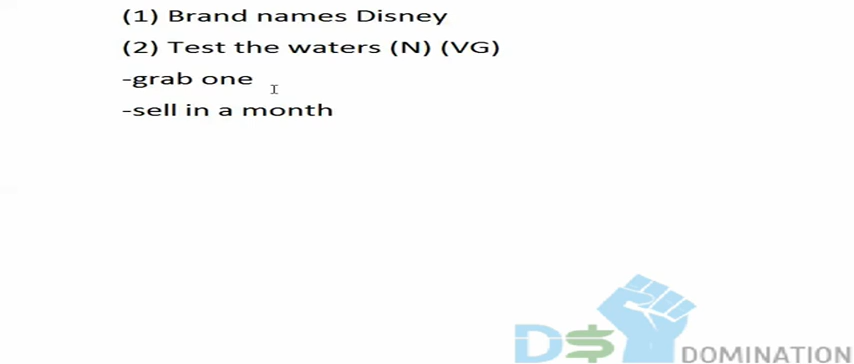 (1) Brand names Disney
(2) Test the waters (N) (VG)
-grab one
-sell in a month
D$
DOMINATION